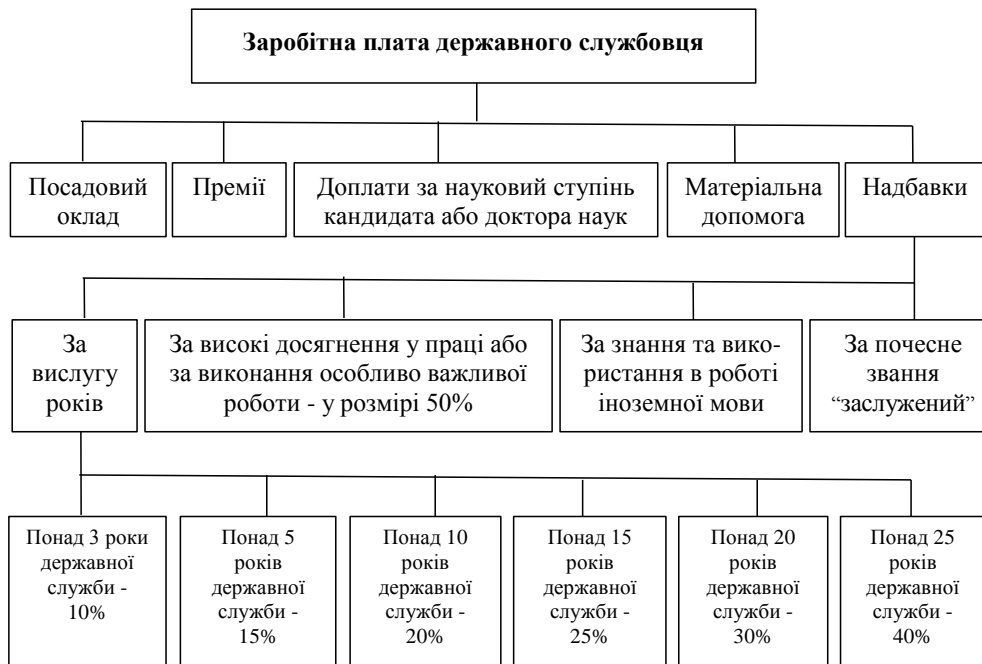 Заробітна плата державного службовця
Посадовий
оклад
Премії
Доплати за науковий ступінь
кандидата або доктора наук
Матеріальна
допомога
Надбавки
За
вислугу
років
За високі досягнення у праці або
за виконання особливо важливої
роботи - у розмірі 50%
За знання та вико-
ристання в роботі
іноземної мови
За почесне
звання
“заслужений”
Понад 3 роки
державної
служби -
10%
Понад 5
років
державної
служби -
15%
Понад 10
років
державної
служби -
20%
Понад 15
років
державної
служби -
25%
Понад 20
років
державної
служби -
30%
Понад 25
років
державної
служби -
40%